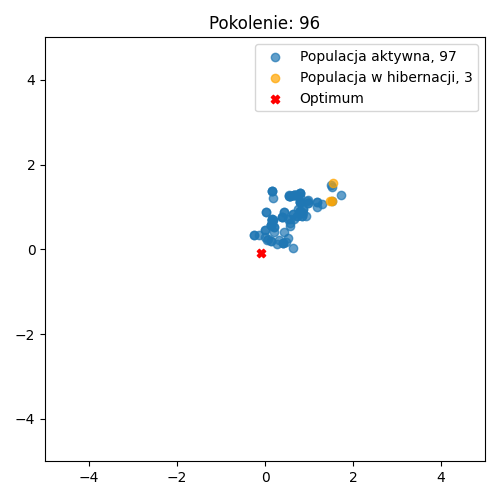 Pokolenie: 96
Populacja aktywna, 97
Populacja w hibernacji, 3
Optimum
4
2
0
−2
−4
−4
−2
0
2
4